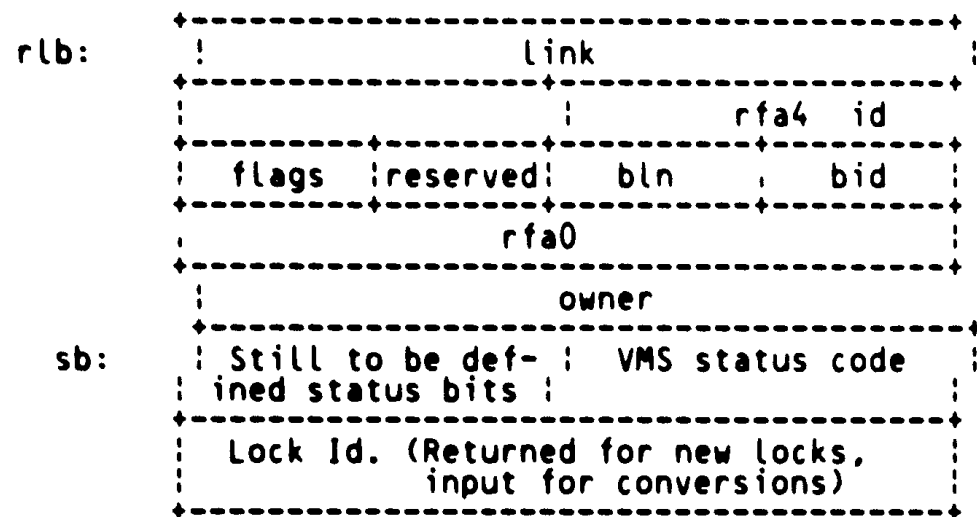 rlb: link
rfa4 id
flags reserved bln bid
rfa0
owner
sb: Still to be def- VMS status code
ined status bits
Lock Id. (Returned for new locks,
input for conversions)